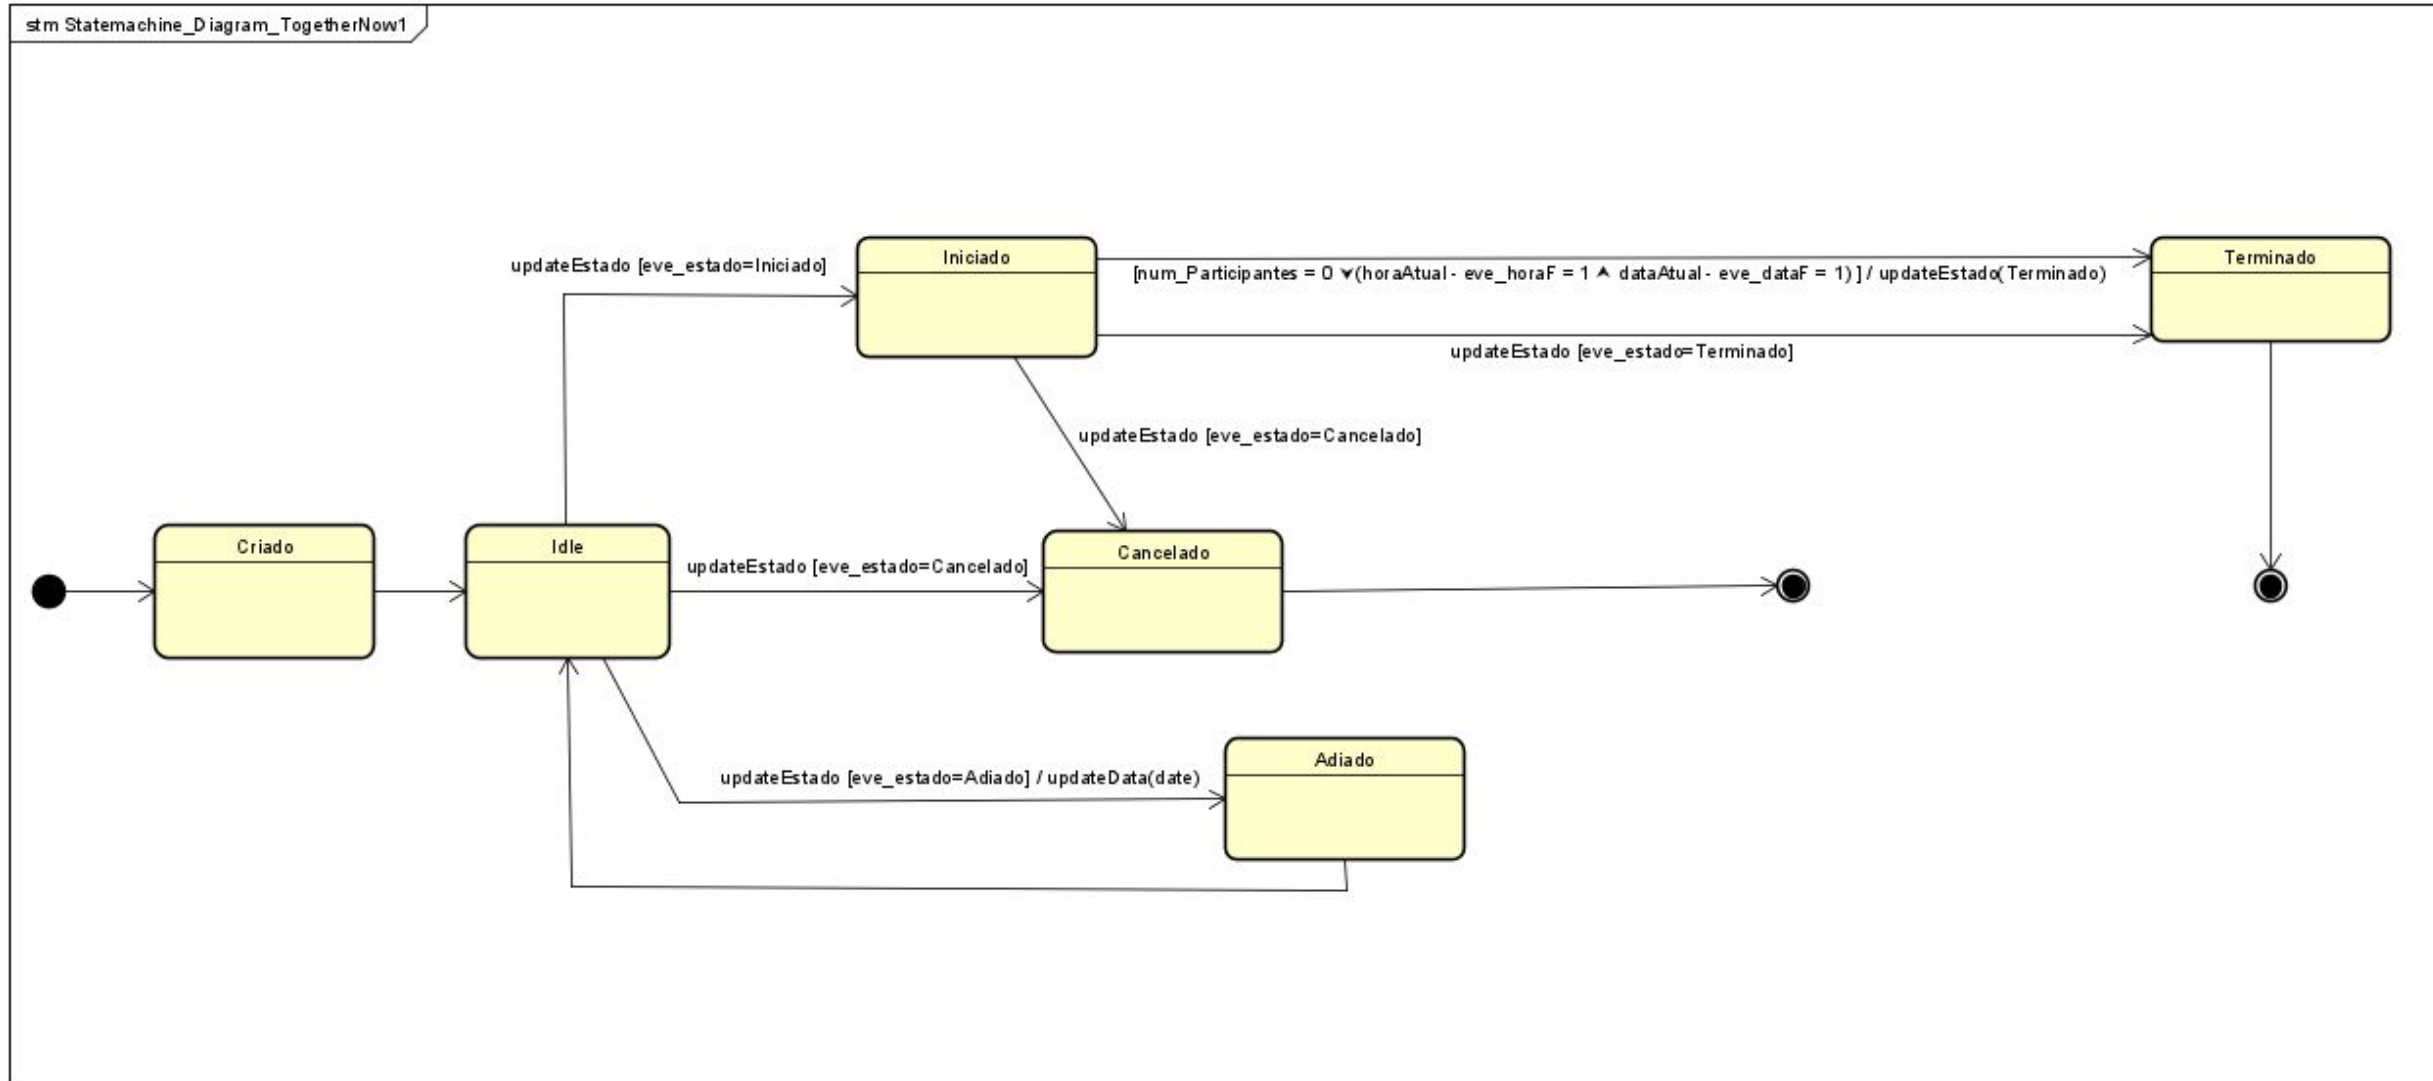 stm Statemachine_Diagram_TogetherNow1
updateEstado [eve_estado=Iniciado]
Iniciado
[num_Participantes = 0 ⋎(horaAtual - eve_horaF = 1 ⋏ dataAtual - eve_dataF = 1) ] / updateEstado(Terminado)
Terminado
updateEstado [eve_estado=Terminado]
updateEstado [eve_estado=Cancelado]
Criado
Idle
updateEstado [eve_estado=Cancelado]
Cancelado
updateEstado [eve_estado=Adiado] / updateData(date)
Adiado